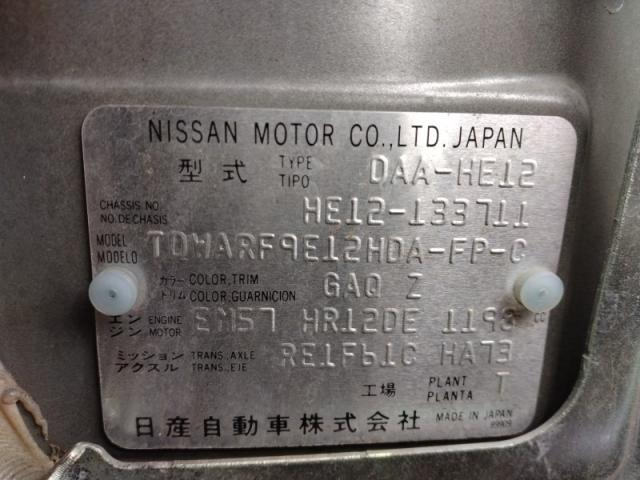 NISSAN MOTOR CO., LTD. JAPAN
型式 TYPE TIPO DAA-HE12
CHASSIS NO. NO. DE CHASIS HE12-133711
MODEL MODELO TDWARF9E12HDA-FP-C
カラー トリム COLOR, TRIM COLOR, GUARNICION GAQ Z
エンジン ENGINE MOTOR EM57 HR12DE 1198 cc
ミッション アクスル TRANS., AXLE TRANS., EJE RE1F61C HA73
工場 PLANT PLANTA T
日産自動車株式会社 MADE IN JAPAN